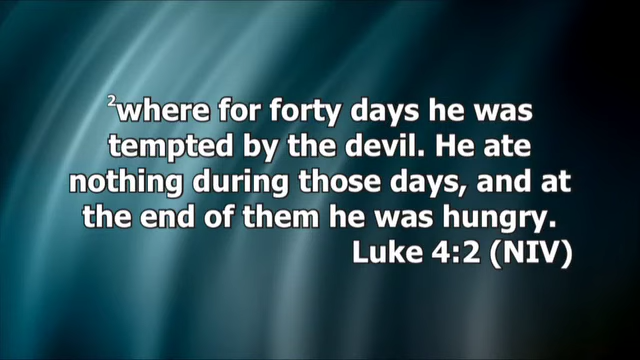 ²where for forty days he was
tempted by the devil. He ate
nothing during those days, and at
the end of them he was hungry.
Luke 4:2 (NIV)